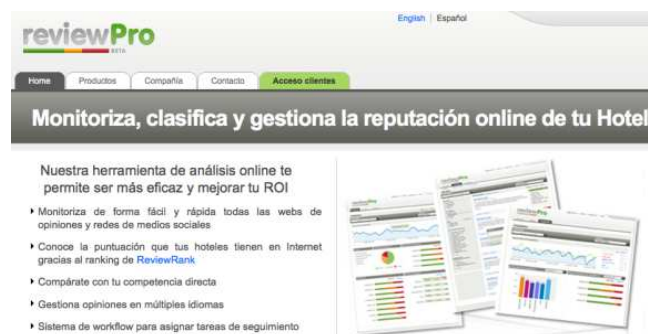 English | Español
reviewPro
BETA
Home Productos Compañía Contacto Acceso clientes
Monitoriza, clasifica y gestiona la reputación online de tu Hotel
Nuestra herramienta de análisis online te
permite ser más eficaz y mejorar tu ROI
Monitoriza de forma fácil y rápida todas las webs de
opiniones y redes de medios sociales
Conoce la puntuación que tus hoteles tienen en Internet
gracias al ranking de ReviewRank
Compárate con tu competencia directa
Gestiona opiniones en múltiples idiomas
Sistema de workflow para asignar tareas de seguimiento
reviewPro
reviewPro
reviewPro